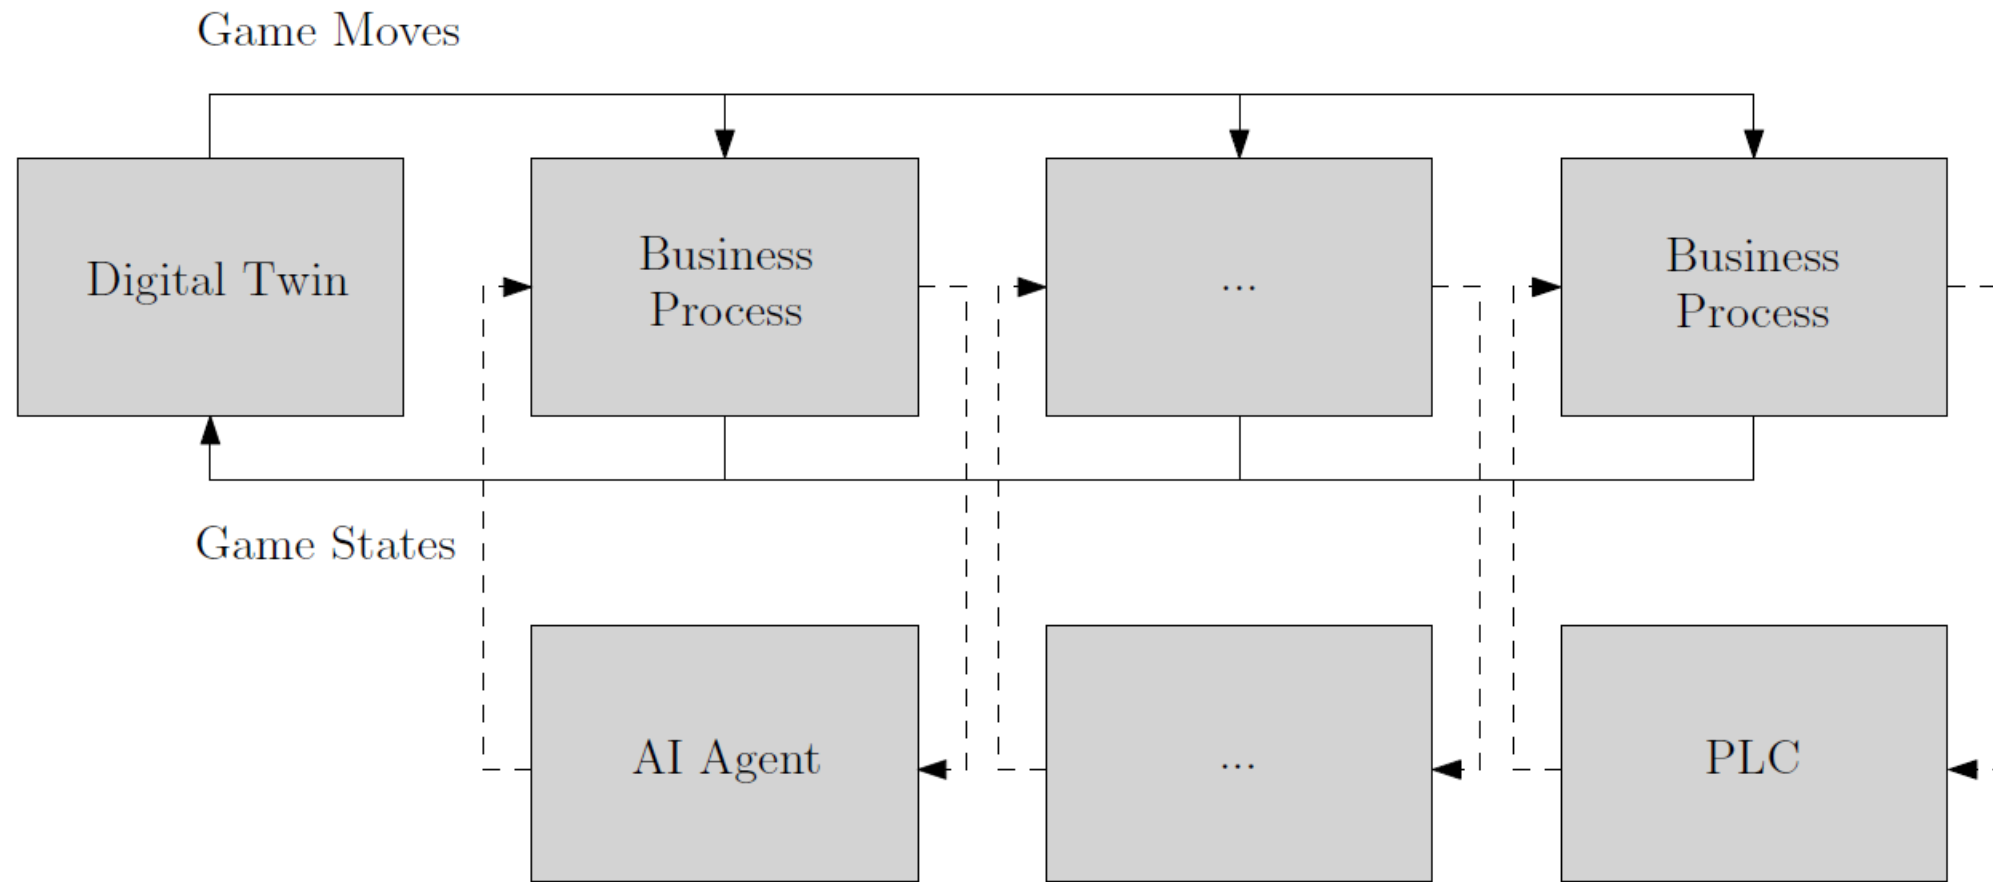 Game Moves
Digital Twin
Business
Process
...
Business
Process
Game States
AI Agent
...
PLC